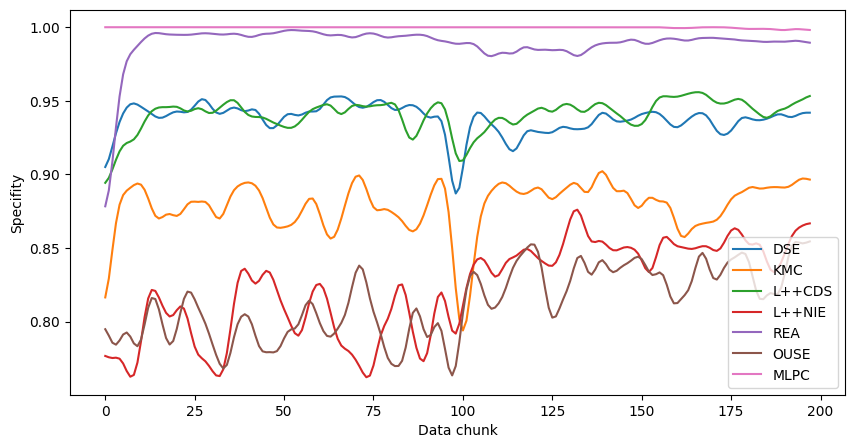 1.00
0.95
0.90
0.85
0.80
Specifity
0
25
50
75
100
125
150
175
200
Data chunk
DSE
KMC
L++CDS
L++NIE
REA
OUSE
MLPC